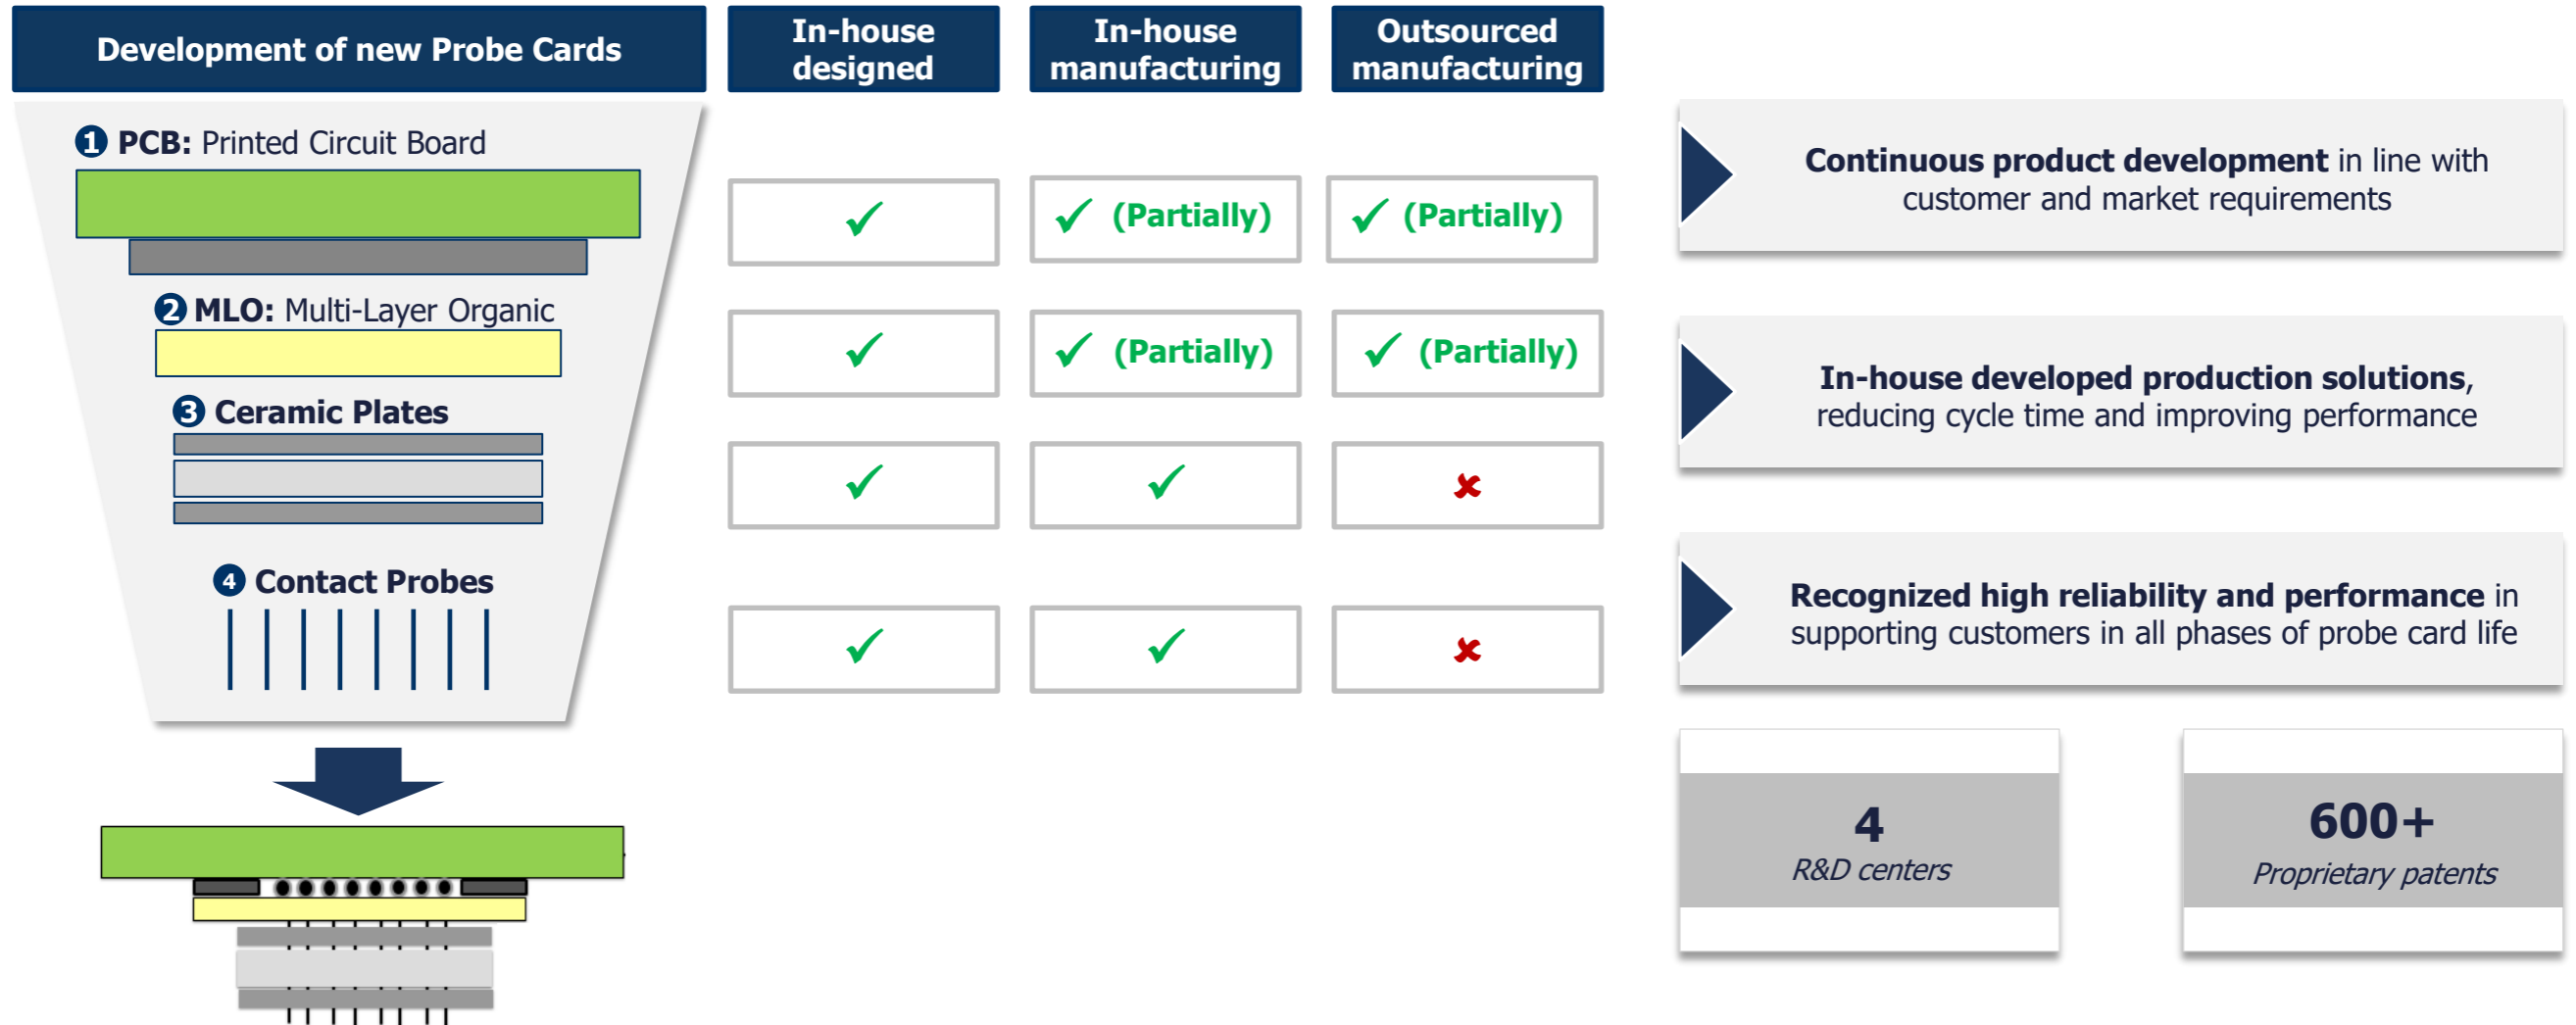 Development of new Probe Cards
In-house
designed
In-house
manufacturing
Outsourced
manufacturing
1 PCB: Printed Circuit Board
✓
✓ (Partially)
✓ (Partially)
2 MLO: Multi-Layer Organic
✓
✓ (Partially)
✓ (Partially)
3 Ceramic Plates
✓
✓
✘
4 Contact Probes
✓
✓
✘
Continuous product development in line with
customer and market requirements
In-house developed production solutions,
reducing cycle time and improving performance
Recognized high reliability and performance in
supporting customers in all phases of probe card life
4
R&D centers
600+
Proprietary patents